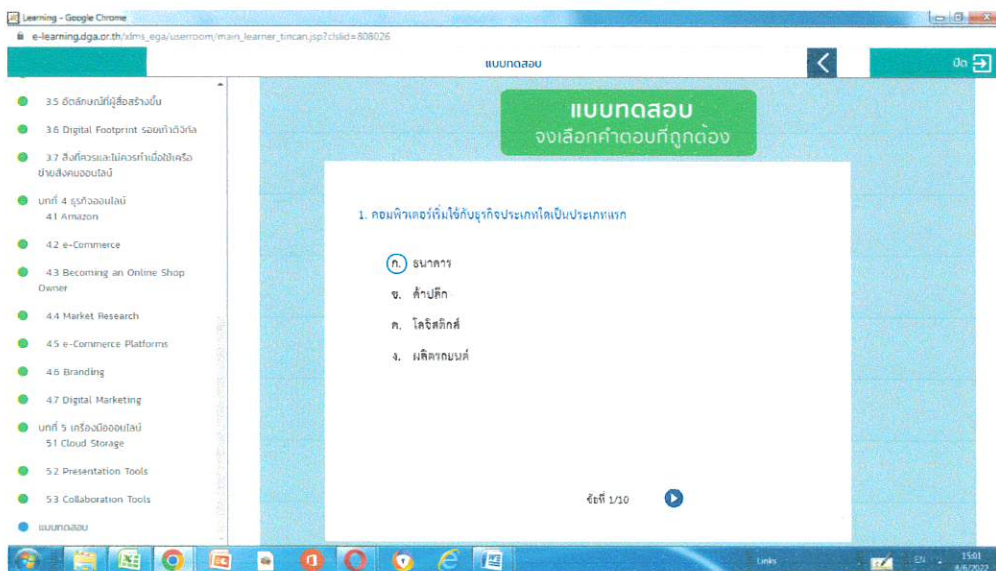 Learning - Google Chrome
e-learning.dga.or.th/xlms_ega/userroom/main_learner_tincan.jsp?clslid=808026
แบบทดสอบ
ปิด
3.5 อัตลักษณ์ที่ผู้สื่อสร้างขึ้น
3.6 Digital Footprint รอยเท้าดิจิทัล
3.7 สิ่งที่ควรและไม่ควรทำเมื่อใช้เครือ
ข่ายสังคมออนไลน์
บทที่ 4 ธุรกิจออนไลน์
4.1 Amazon
4.2 e-Commerce
4.3 Becoming an Online Shop
Owner
4.4 Market Research
4.5 e-Commerce Platforms
4.6 Branding
4.7 Digital Marketing
บทที่ 5 เครื่องมือออนไลน์
5.1 Cloud Storage
5.2 Presentation Tools
5.3 Collaboration Tools
แบบทดสอบ
แบบทดสอบ
จงเลือกคำตอบที่ถูกต้อง
1. คอมพิวเตอร์เริ่มใช้กับธุรกิจประเภทใดเป็นประเภทแรก
ก. ธนาคาร
ข. ค้าปลีก
ค. โลจิสติกส์
ง. ผลิตรถยนต์
ข้อที่ 1/10
Links
EN
15:01
8/6/2022